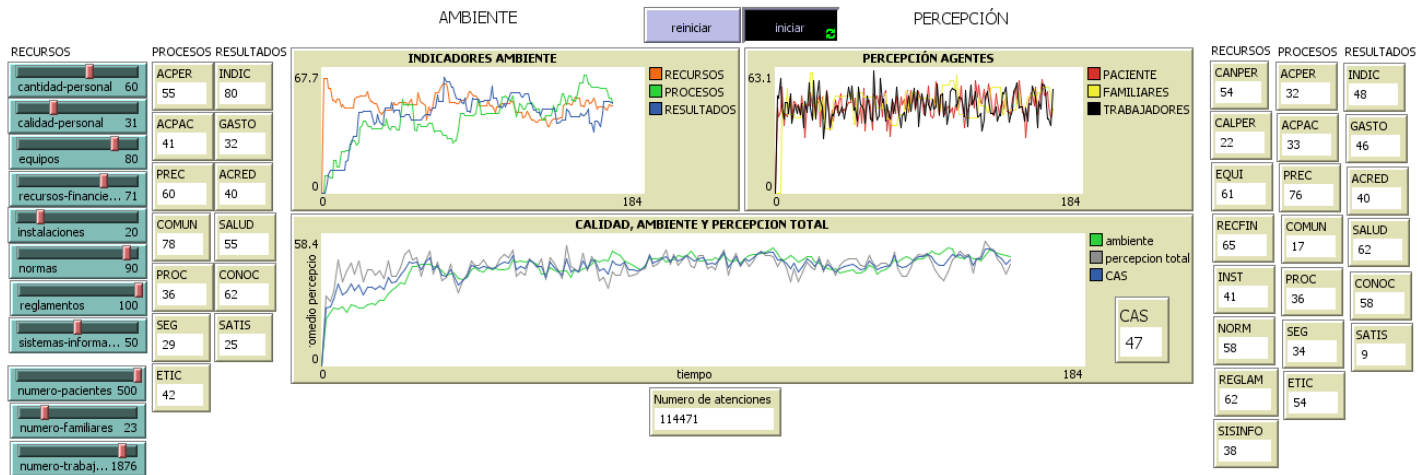 AMBIENTE
reiniciar
iniciar
PERCEPCIÓN
RECURSOS
cantidad-personal 60
calidad-personal 31
equipos 80
recursos-financie... 71
instalaciones 20
normas 90
reglamentos 100
sistemas-informa... 50
numero-pacientes 500
numero-familiares 23
numero-trabaj... 1876
PROCESOS
ACPER
55
ACPAC
41
PREC
60
COMUN
78
PROC
36
SEG
29
ETIC
42
RESULTADOS
INDIC
80
GASTO
32
ACRED
40
SALUD
55
CONOC
62
SATIS
25
INDICADORES AMBIENTE
67.7
0
0
184
RECURSOS
PROCESOS
RESULTADOS
PERCEPCIÓN AGENTES
63.1
0
0
184
PACIENTE
FAMILIARES
TRABAJADORES
CALIDAD, AMBIENTE Y PERCEPCION TOTAL
58.4
omedio percepcio
0
0
tiempo
184
ambiente
percepcion total
CAS
CAS
47
Numero de atenciones
114471
RECURSOS
CANPER
54
CALPER
22
EQUI
61
RECFIN
65
INST
41
NORM
58
REGLAM
62
SISINFO
38
PROCESOS
ACPER
32
ACPAC
33
PREC
76
COMUN
17
PROC
36
SEG
34
ETIC
54
RESULTADOS
INDIC
48
GASTO
46
ACRED
40
SALUD
62
CONOC
58
SATIS
9